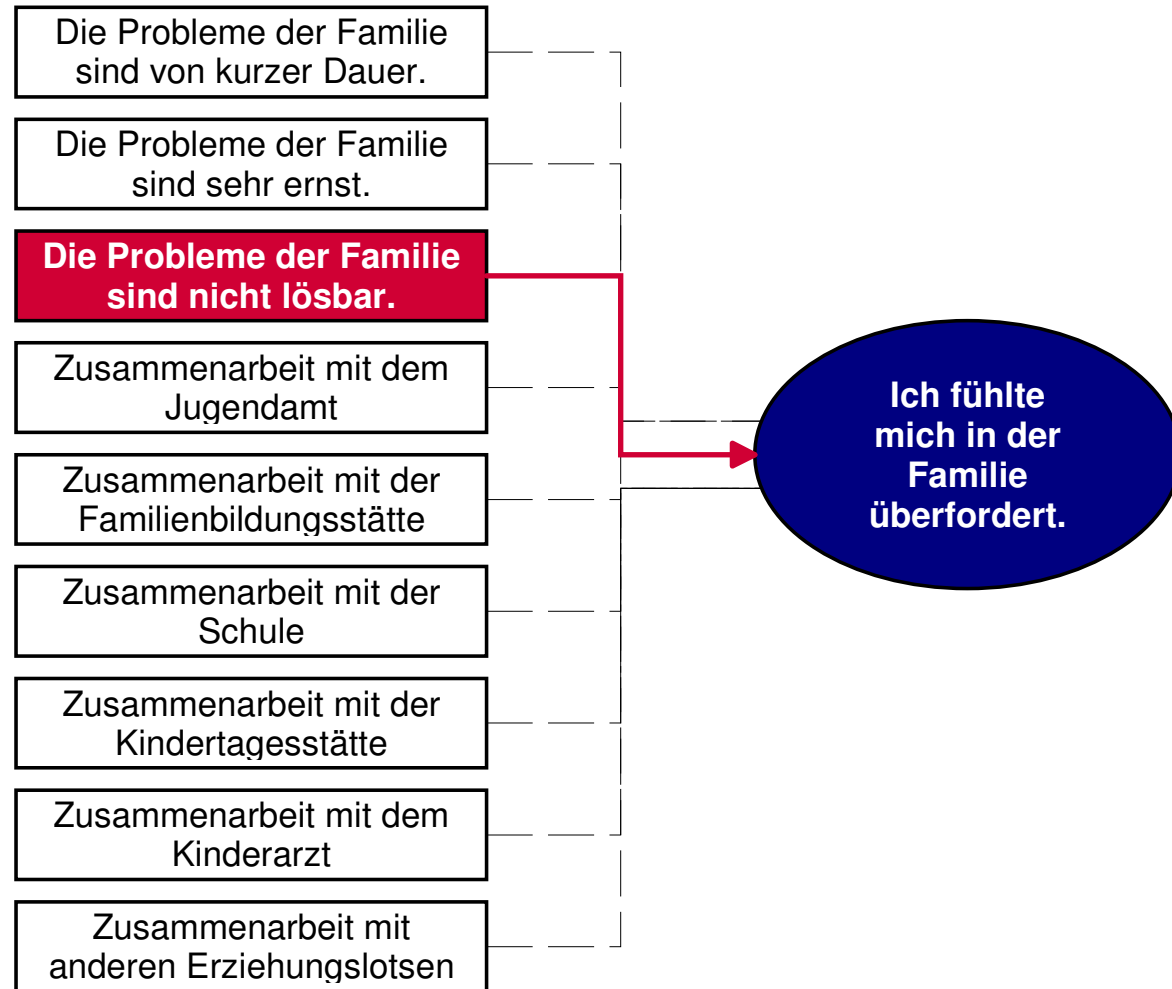 Die Probleme der Familie
sind von kurzer Dauer.
Die Probleme der Familie
sind sehr ernst.
Die Probleme der Familie
sind nicht lösbar.
Zusammenarbeit mit dem
Jugendamt
Zusammenarbeit mit der
Familienbildungsstätte
Zusammenarbeit mit der
Schule
Zusammenarbeit mit der
Kindertagesstätte
Zusammenarbeit mit dem
Kinderarzt
Zusammenarbeit mit
anderen Erziehungslotsen
Ich fühlte
mich in der
Familie
überfordert.